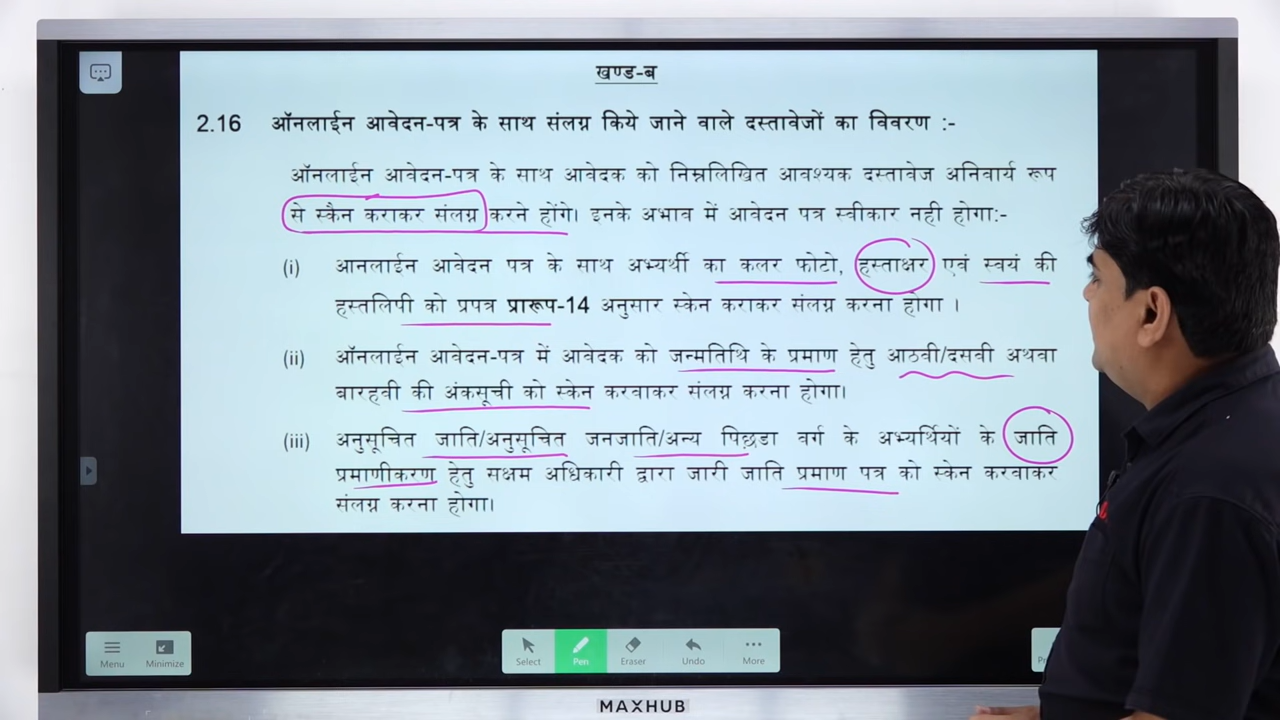 खण्ड-ब
2.16 ऑनलाईन आवेदन-पत्र के साथ संलग्न किये जाने वाले दस्तावेजों का विवरण :-
ऑनलाईन आवेदन-पत्र के साथ आवेदक को निम्नलिखित आवश्यक दस्तावेज अनिवार्य रूप
से स्कैन कराकर संलग्न करने होंगे। इनके अभाव में आवेदन पत्र स्वीकार नही होगा:-
(i) आनलाईन आवेदन पत्र के साथ अभ्यर्थी का कलर फोटो, हस्ताक्षर एवं स्वयं की
हस्तलिपी को प्रपत्र प्रारूप-14 अनुसार स्केन कराकर संलग्न करना होगा ।
(ii) ऑनलाईन आवेदन-पत्र में आवेदक को जन्मतिथि के प्रमाण हेतु आठवी/दसवी अथवा
बारहवी की अंकसूची को स्केन करवाकर संलग्न करना होगा।
(iii) अनुसूचित जाति/अनुसूचित जनजाति/अन्य पिछडा वर्ग के अभ्यर्थियों के जाति
प्रमाणीकरण हेतु सक्षम अधिकारी द्वारा जारी जाति प्रमाण पत्र को स्केन करवाकर
संलग्न करना होगा।
Menu Minimize Select Pen Eraser Undo More
MAXHUB